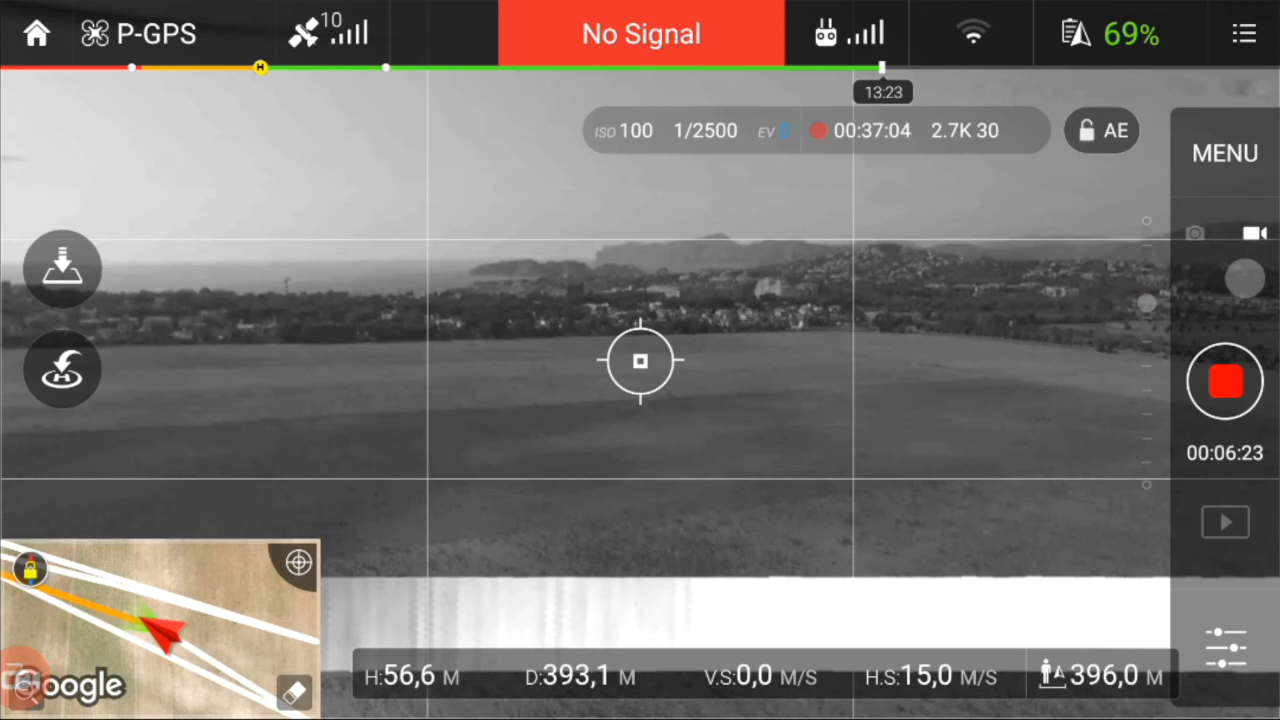 P-GPS
10
No Signal
69%
13:23
ISO 100 1/2500 EV 00:37:04 2.7K 30
AE
MENU
00:06:23
H
H
Google
H:56,6 M D:393,1 M V.S:0,0 M/S H.S:15,0 M/S 396,0 M